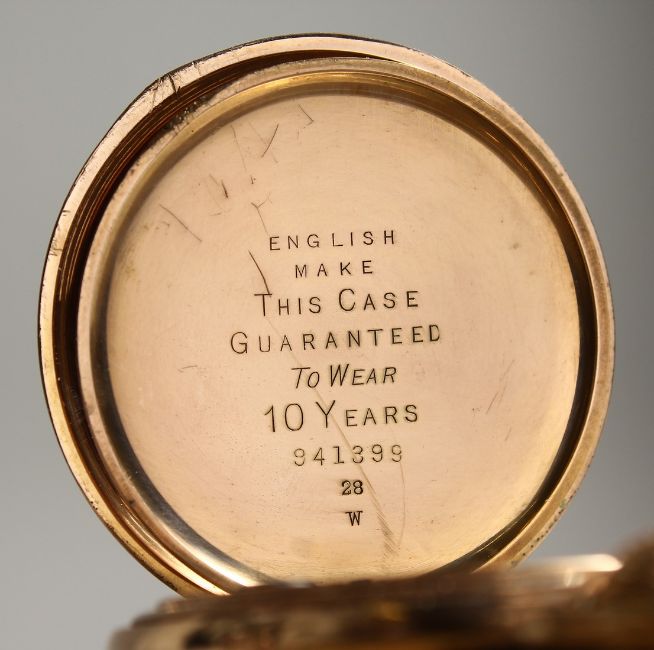 ENGLISH
MAKE
THIS CASE
GUARANTEED
TO WEAR
10 YEARS
941399
28
W